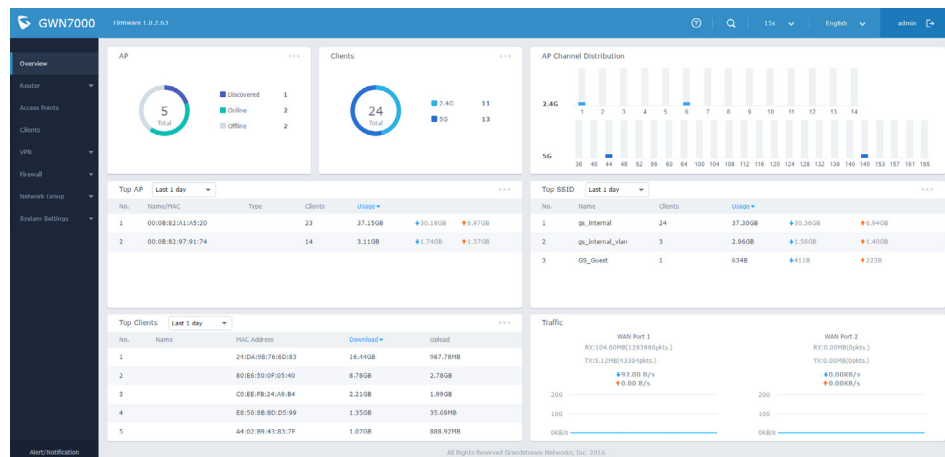 GWN7000 Firmware 1.0.2.63 15s English admin
Overview
Router
Access Points
Clients
VPN
Firewall
Network Group
System Settings
Alert/Notification
AP
5
Total
Discovered 1
Online 2
Offline 2
Clients
24
Total
2.4G 11
5G 13
AP Channel Distribution
2.4G
1 2 3 4 5 6 7 8 9 10 11 12 13 14
5G
36 40 44 48 52 56 60 64 100 104 108 112 116 120 124 128 132 136 140 149 153 157 161 165
Top AP Last 1 day
No. Name/MAC Type Clients Usage
1 00:0B:82:A1:A5:20 23 37.15GB 30.18GB 6.97GB
2 00:0B:82:97:91:74 14 3.11GB 1.74GB 1.37GB
Top SSID Last 1 day
No. Name Clients Usage
1 gs_internal 24 37.30GB 30.36GB 6.94GB
2 gs_internal_vlan 3 2.96GB 1.56GB 1.40GB
3 GS_Guest 1 634B 411B 223B
Top Clients Last 1 day
No. Name MAC Address Download Upload
1 24:DA:9B:76:6D:83 16.44GB 967.78MB
2 80:E6:50:0F:05:40 8.78GB 2.78GB
3 C0:EE:FB:24:A9:B4 2.21GB 1.99GB
4 E8:50:8B:BD:D5:99 1.35GB 35.69MB
5 A4:02:B9:43:83:7F 1.07GB 888.92MB
Traffic
WAN Port 1
RX:104.60MB(1293986pkts.)
TX:5.12MB(43304pkts.)
92.00 B/s
0.00 B/s
200
100
0KB/s
WAN Port 2
RX:0.00MB(0pkts.)
TX:0.00MB(0pkts.)
0.00KB/s
0.00KB/s
200
100
0KB/s
All Rights Reserved Grandstream Networks, Inc. 2016